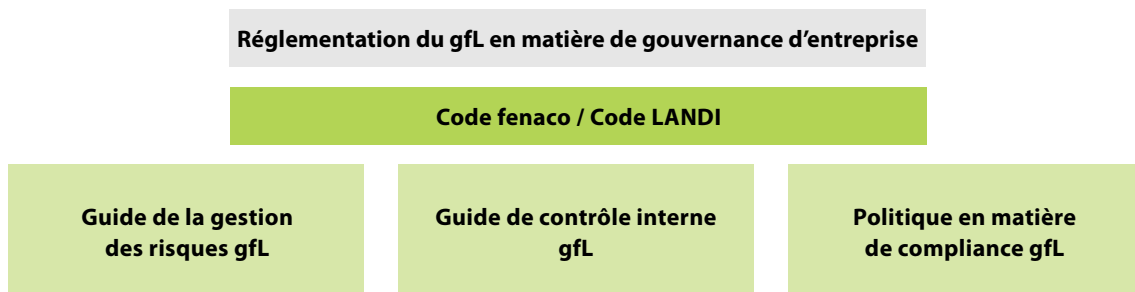 Réglementation du gfL en matière de gouvernance d’entreprise
Code fenaco / Code LANDI
Guide de la gestion
des risques gfL
Guide de contrôle interne
gfL
Politique en matière
de compliance gfL